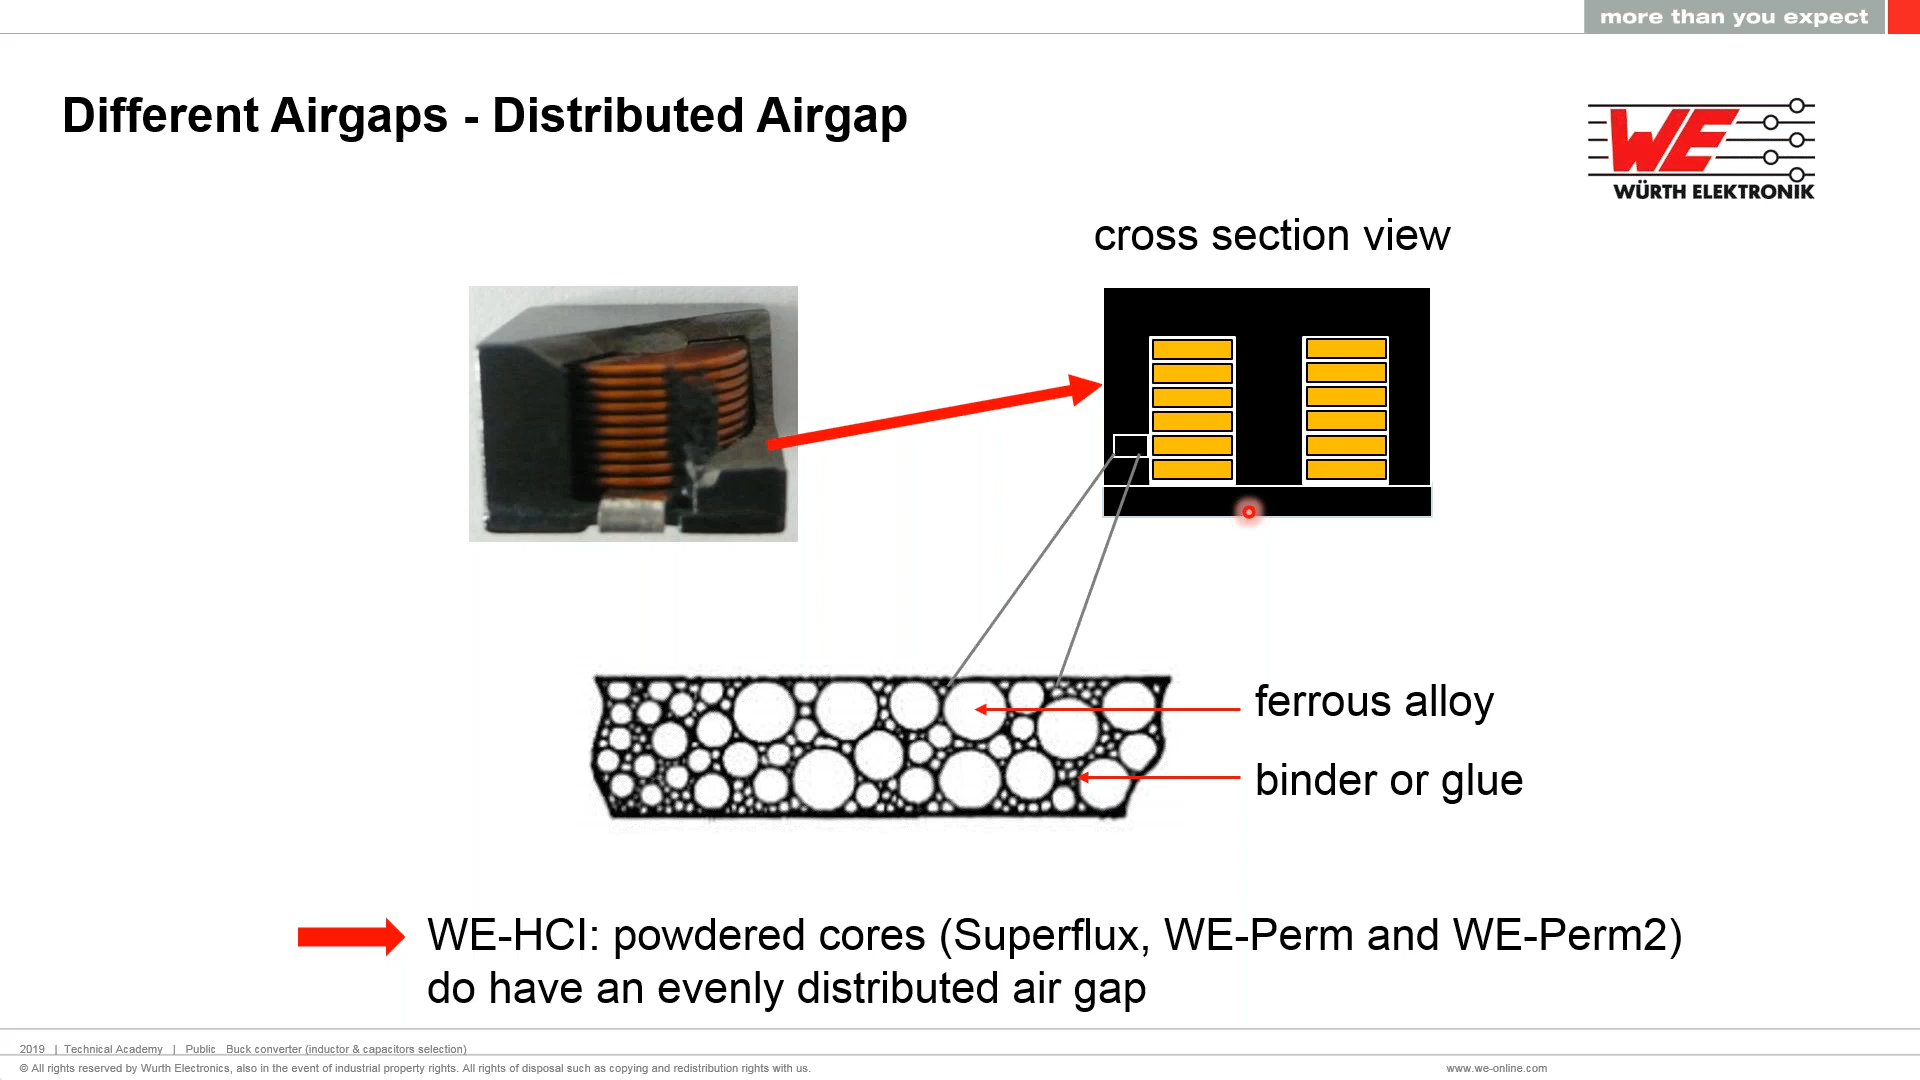 more than you expect
Different Airgaps - Distributed Airgap
WE
WÜRTH ELEKTRONIK
cross section view
ferrous alloy
binder or glue
WE-HCI: powdered cores (Superflux, WE-Perm and WE-Perm2)
do have an evenly distributed air gap
2019 | Technical Academy | Public Buck converter (inductor & capacitors selection)
© All rights reserved by Wurth Electronics, also in the event of industrial property rights. All rights of disposal such as copying and redistribution rights with us.
www.we-online.com